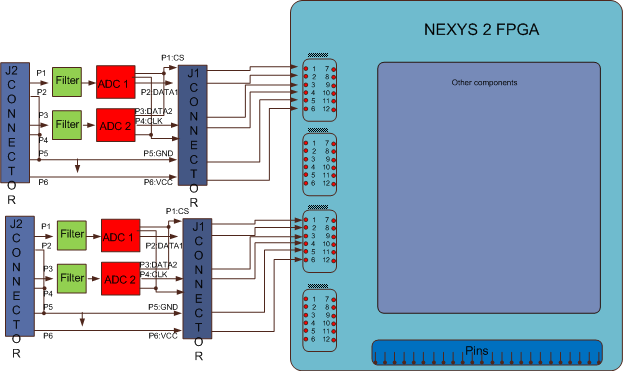 NEXYS 2 FPGA
Other components
Pins
J2
CONNECTOR
P1
P2
P3
P4
P5
P6
Filter
ADC 1
Filter
ADC 2
P1:CS
P2:DATA1
P3:DATA2
P4:CLK
P5:GND
P6:VCC
J1
CONNECTOR
1 7
2 8
3 9
4 10
5 11
6 12
1 7
2 8
3 9
4 10
5 11
6 12
J2
CONNECTOR
P1
P2
P3
P4
P5
P6
Filter
ADC 1
Filter
ADC 2
P1:CS
P2:DATA1
P3:DATA2
P4:CLK
P5:GND
P6:VCC
J1
CONNECTOR
1 7
2 8
3 9
4 10
5 11
6 12
1 7
2 8
3 9
4 10
5 11
6 12